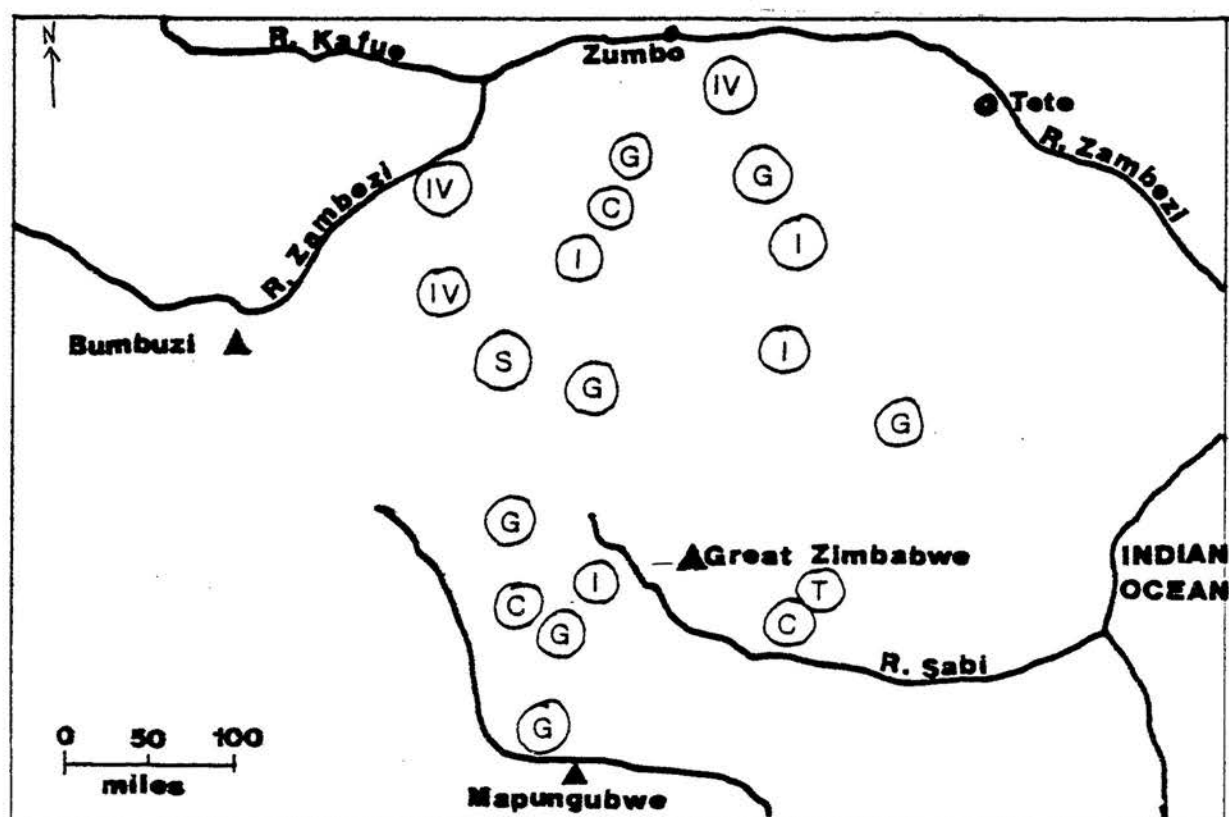 N
R. Kafue
Zumbo
IV
Tete
R. Zambezi
G
G
IV
C
R. Zambezi
I
I
IV
Bumbuzi
S
I
G
G
G
Great Zimbabwe
INDIAN
OCEAN
I
T
C
C
G
R. Sabi
G
0 50 100
miles
Mapungubwe